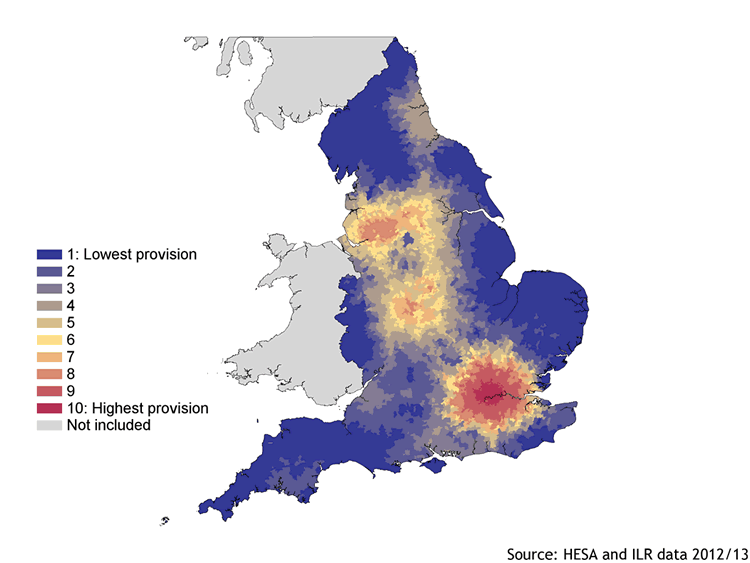 1: Lowest provision
2
3
4
5
6
7
8
9
10: Highest provision
Not included
Source: HESA and ILR data 2012/13